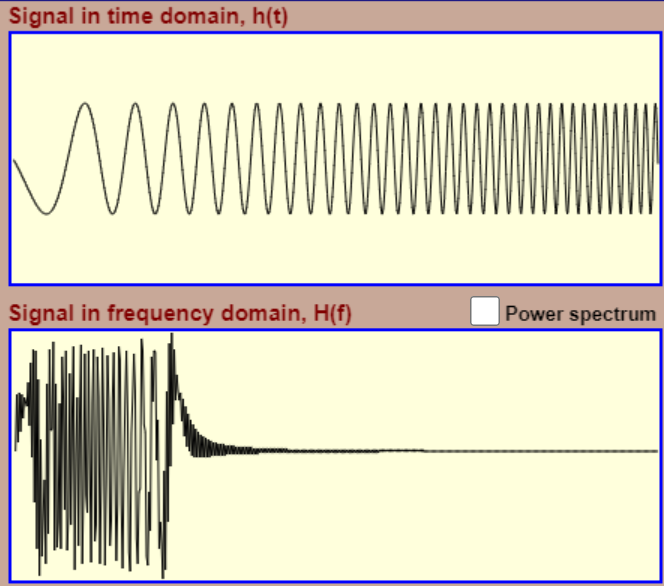 Signal in time domain, h(t)
Signal in frequency domain, H(f)
Power spectrum